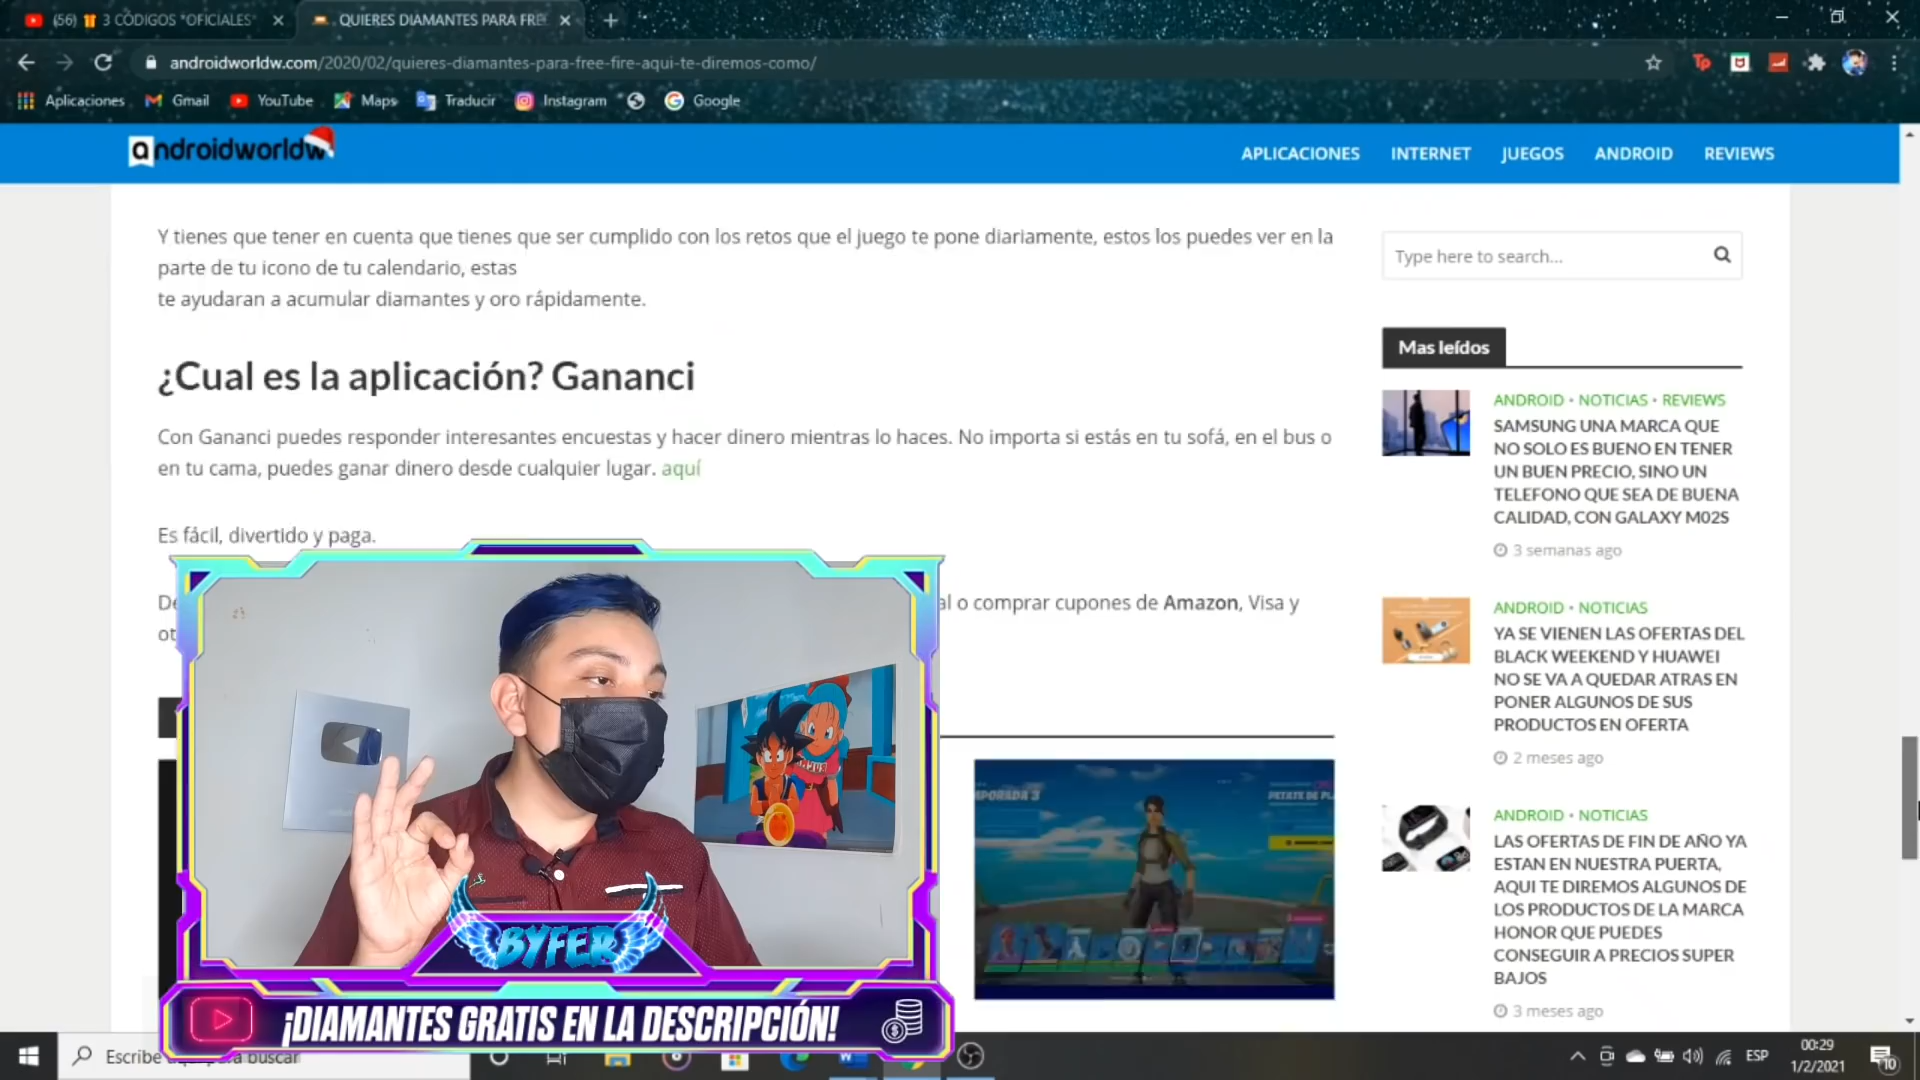 (56) 3 CÓDIGOS *OFICIALES*
QUIERES DIAMANTES PARA FRE
androidworldw.com/2020/02/quieres-diamantes-para-free-fire-aqui-te-diremos-como/
Aplicaciones Gmail YouTube Maps Traducir Instagram Google
androidworldw
APLICACIONES INTERNET JUEGOS ANDROID REVIEWS
Y tienes que tener en cuenta que tienes que ser cumplido con los retos que el juego te pone diariamente, estos los puedes ver en la
parte de tu icono de tu calendario, estas
te ayudaran a acumular diamantes y oro rápidamente.
¿Cual es la aplicación? Gananci
Con Gananci puedes responder interesantes encuestas y hacer dinero mientras lo haces. No importa si estás en tu sofá, en el bus o
en tu cama, puedes ganar dinero desde cualquier lugar. aquí
Es fácil, divertido y paga.
al o comprar cupones de Amazon, Visa y
BYFER
¡DIAMANTES GRATIS EN LA DESCRIPCIÓN!
Type here to search...
Mas leídos
ANDROID • NOTICIAS • REVIEWS
SAMSUNG UNA MARCA QUE
NO SOLO ES BUENO EN TENER
UN BUEN PRECIO, SINO UN
TELEFONO QUE SEA DE BUENA
CALIDAD, CON GALAXY M02S
3 semanas ago
ANDROID • NOTICIAS
YA SE VIENEN LAS OFERTAS DEL
BLACK WEEKEND Y HUAWEI
NO SE VA A QUEDAR ATRAS EN
PONER ALGUNOS DE SUS
PRODUCTOS EN OFERTA
2 meses ago
ANDROID • NOTICIAS
LAS OFERTAS DE FIN DE AÑO YA
ESTAN EN NUESTRA PUERTA,
AQUI TE DIREMOS ALGUNOS DE
LOS PRODUCTOS DE LA MARCA
HONOR QUE PUEDES
CONSEGUIR A PRECIOS SUPER
BAJOS
3 meses ago
Escribe aquí para buscar
ESP
00:29
1/2/2021
10